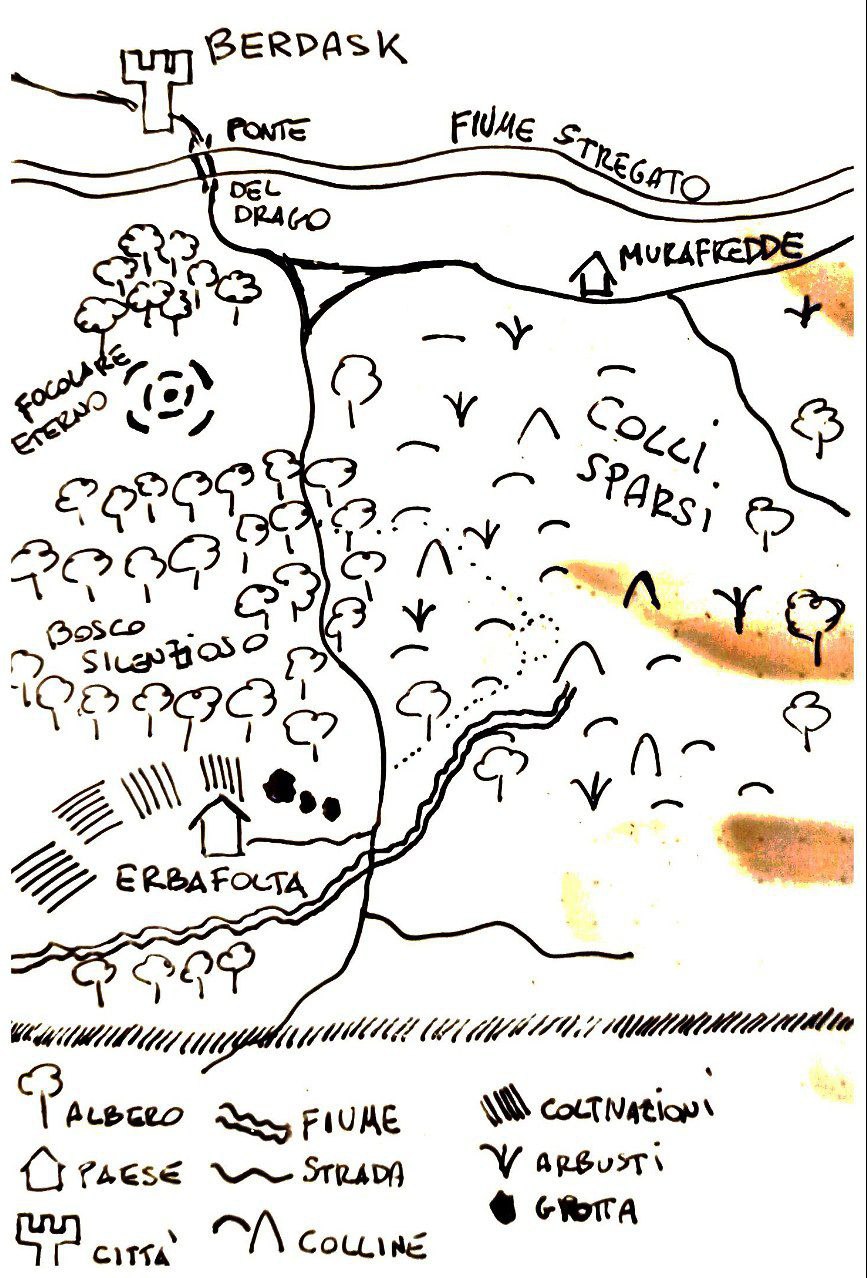 BERDASK
PONTE
DEL
DRAGO
FIUME STREGATO
MURAFREDDE
FOCOLARE
ETERNO
COLLI
SPARSI
BOSCO
SILENZIOSO
ERBAFOLTA
ALBERO
FIUME
COLTIVAZIONI
PAESE
STRADA
ARBUSTI
GROTTA
CITTÀ
COLLINE